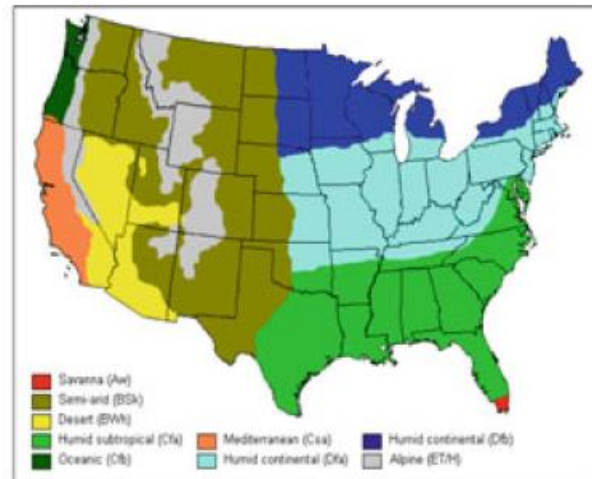 Savanna (Aw)
Semi-arid (BSk)
Desert (BWh)
Humid subtropical (Cfa)
Oceanic (Cfb)
Mediterranean (Csa)
Humid continental (Dfa)
Humid continental (Dfb)
Alpine (ET/H)